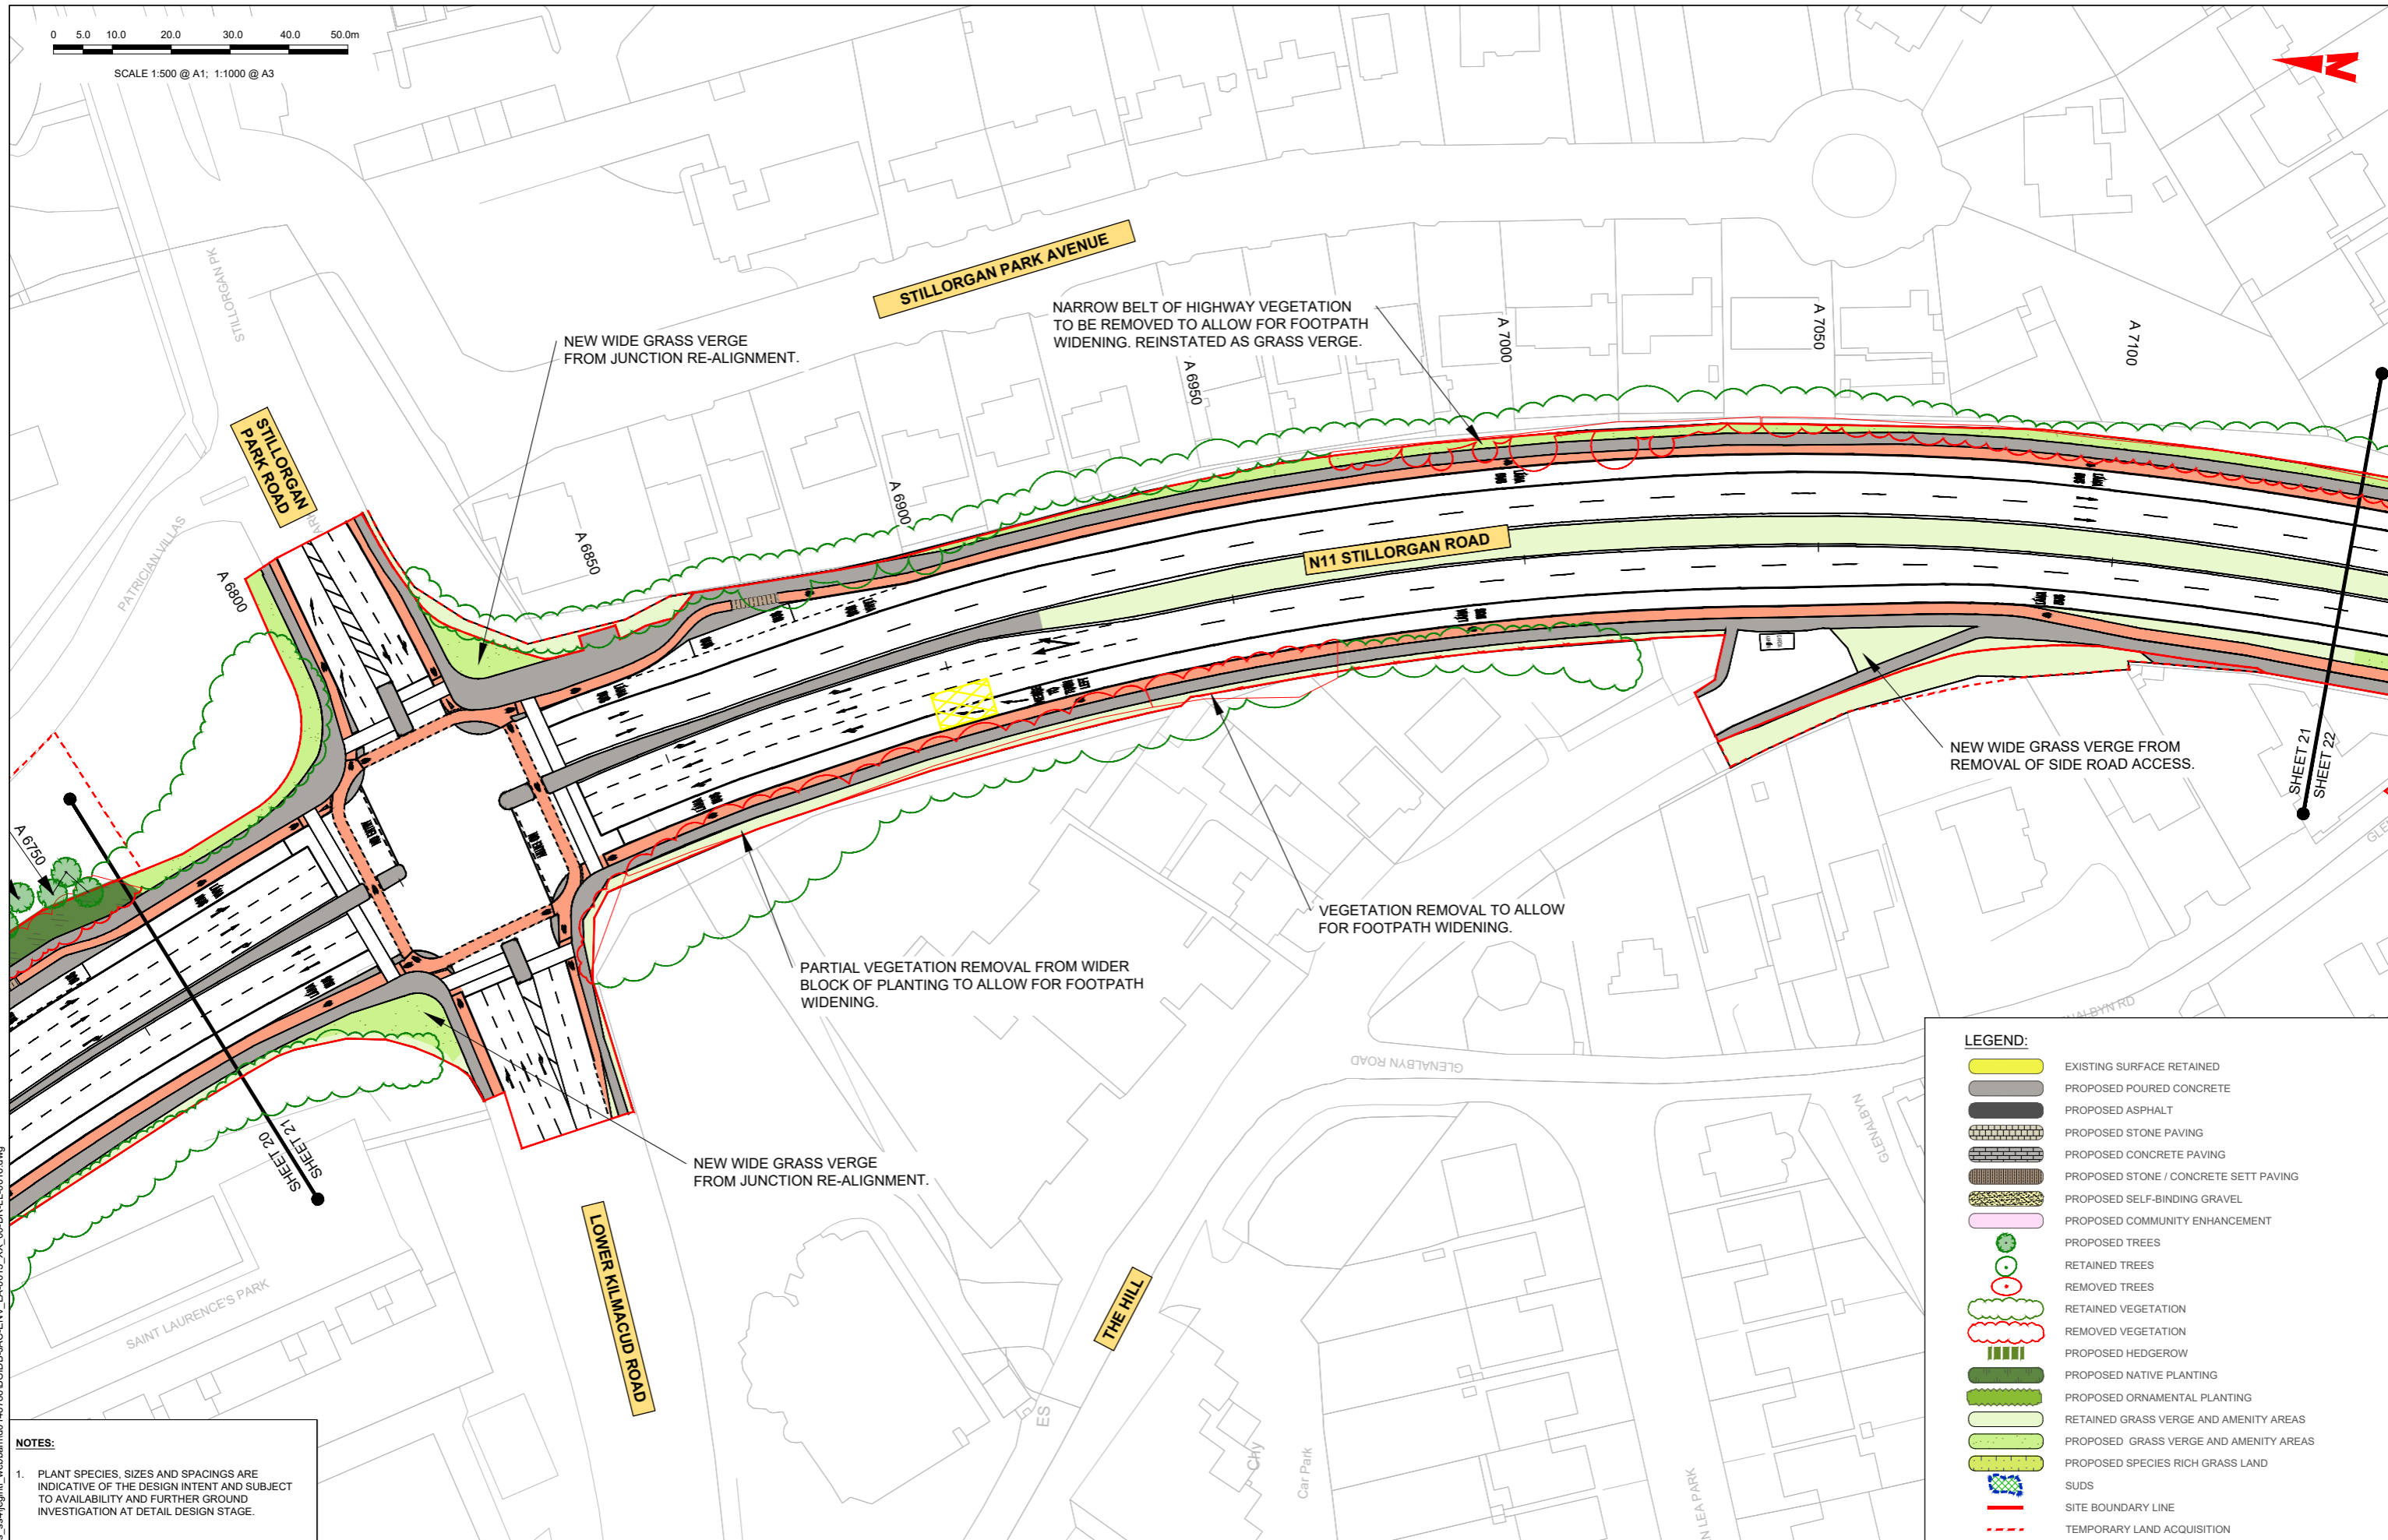 0 5.0 10.0 20.0 30.0 40.0 50.0m
SCALE 1:500 @ A1; 1:1000 @ A3
N
STILLORGAN PK
STILLORGAN PARK AVENUE
NEW WIDE GRASS VERGE
FROM JUNCTION RE-ALIGNMENT.
NARROW BELT OF HIGHWAY VEGETATION
TO BE REMOVED TO ALLOW FOR FOOTPATH
WIDENING. REINSTATED AS GRASS VERGE.
A 6750
A 6800
A 6850
A 6900
A 6950
A 7000
A 7050
A 7100
STILLORGAN
PARK ROAD
PATRICIAN VILLAS
N11 STILLORGAN ROAD
NEW WIDE GRASS VERGE FROM
REMOVAL OF SIDE ROAD ACCESS.
SHEET 21
SHEET 22
VEGETATION REMOVAL TO ALLOW
FOR FOOTPATH WIDENING.
PARTIAL VEGETATION REMOVAL FROM WIDER
BLOCK OF PLANTING TO ALLOW FOR FOOTPATH
WIDENING.
SHEET 20
SHEET 21
NEW WIDE GRASS VERGE
FROM JUNCTION RE-ALIGNMENT.
LOWER KILMACUD ROAD
SAINT LAURENCE'S PARK
THE HILL
GLENALBYN ROAD
GLENALBYN
ES
Chy
Car Park
N LEA PARK
LEGEND:
EXISTING SURFACE RETAINED
PROPOSED POURED CONCRETE
PROPOSED ASPHALT
PROPOSED STONE PAVING
PROPOSED CONCRETE PAVING
PROPOSED STONE / CONCRETE SETT PAVING
PROPOSED SELF-BINDING GRAVEL
PROPOSED COMMUNITY ENHANCEMENT
PROPOSED TREES
RETAINED TREES
REMOVED TREES
RETAINED VEGETATION
REMOVED VEGETATION
PROPOSED HEDGEROW
PROPOSED NATIVE PLANTING
PROPOSED ORNAMENTAL PLANTING
RETAINED GRASS VERGE AND AMENITY AREAS
PROPOSED GRASS VERGE AND AMENITY AREAS
PROPOSED SPECIES RICH GRASS LAND
SUDS
SITE BOUNDARY LINE
TEMPORARY LAND ACQUISITION
NOTES:
1. PLANT SPECIES, SIZES AND SPACINGS ARE
INDICATIVE OF THE DESIGN INTENT AND SUBJECT
TO AVAILABILITY AND FURTHER GROUND
INVESTIGATION AT DETAIL DESIGN STAGE.